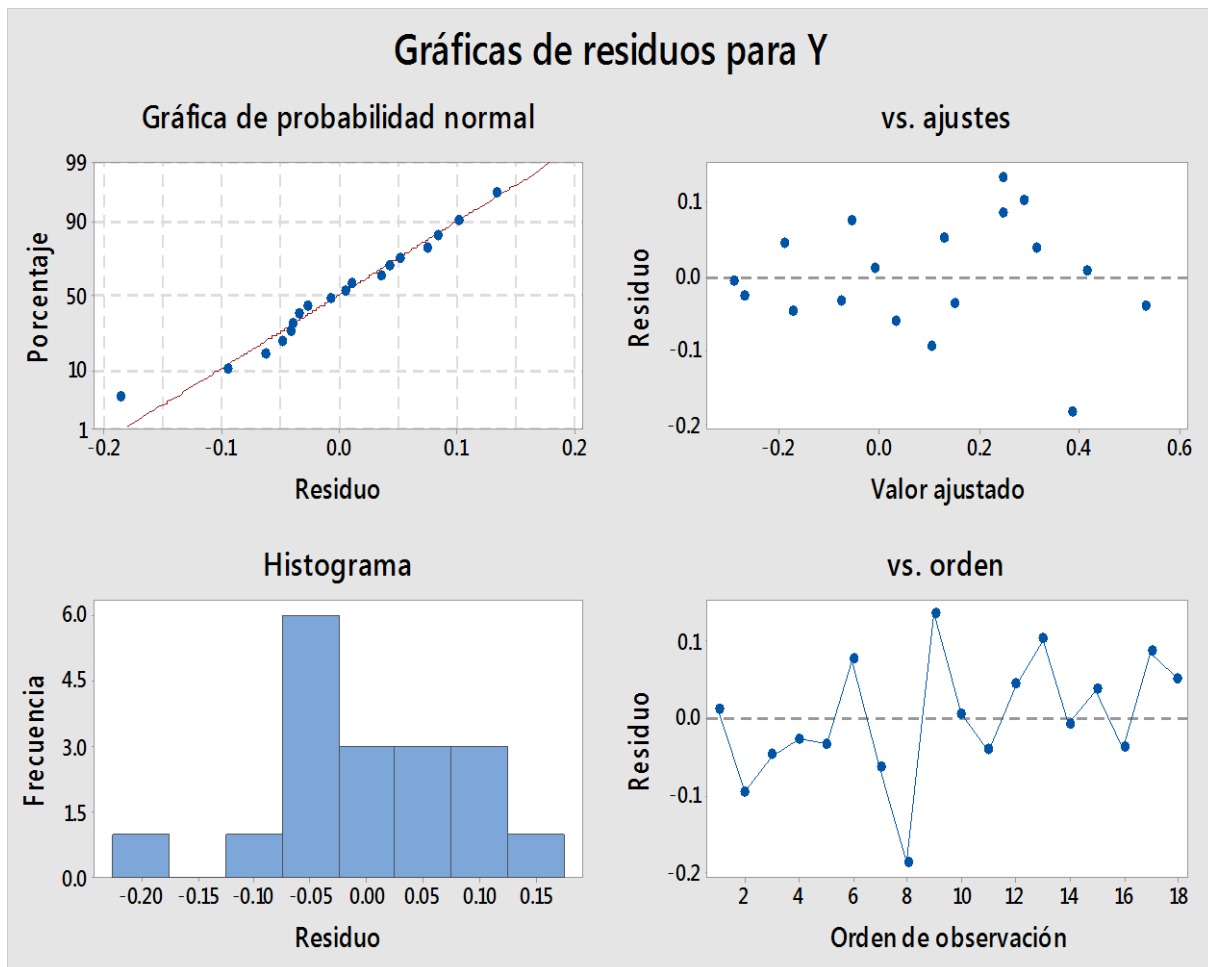 Gráficas de residuos para Y
Gráfica de probabilidad normal
99
90
50
10
1
Porcentaje
-0.2 -0.1 0.0 0.1 0.2
Residuo
vs. ajustes
0.1
0.0
-0.1
-0.2
Residuo
-0.2 0.0 0.2 0.4 0.6
Valor ajustado
Histograma
6.0
4.5
3.0
1.5
0.0
Frecuencia
-0.20 -0.15 -0.10 -0.05 0.00 0.05 0.10 0.15
Residuo
vs. orden
0.1
0.0
-0.1
-0.2
Residuo
2 4 6 8 10 12 14 16 18
Orden de observación